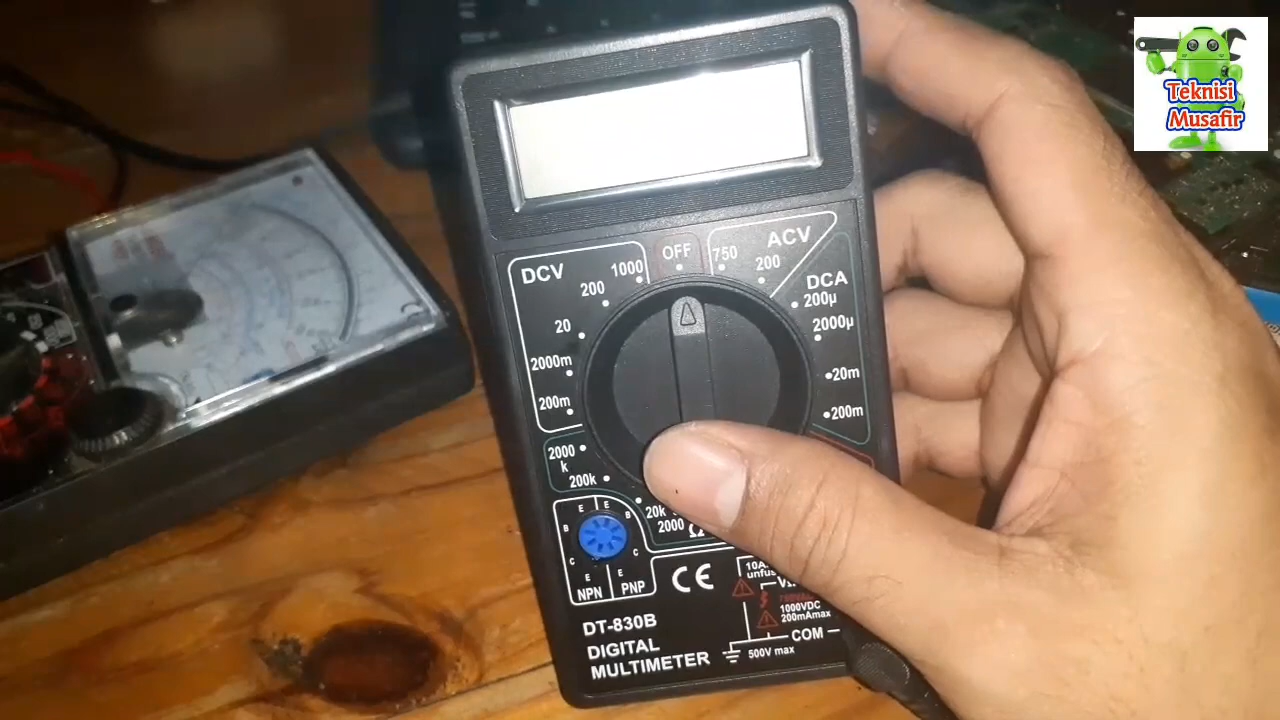 Teknisi
Musafir
OFF
DCV
1000
200
20
2000m
200m
750
ACV
200
DCA
200µ
2000µ
20m
200m
2000
k
200k
20k
2000
Ω
E
E
B
B
C
C
E
E
NPN
PNP
CE
10A
unfus
1000VDC
200mAmax
COM
500V max
DT-830B
DIGITAL
MULTIMETER